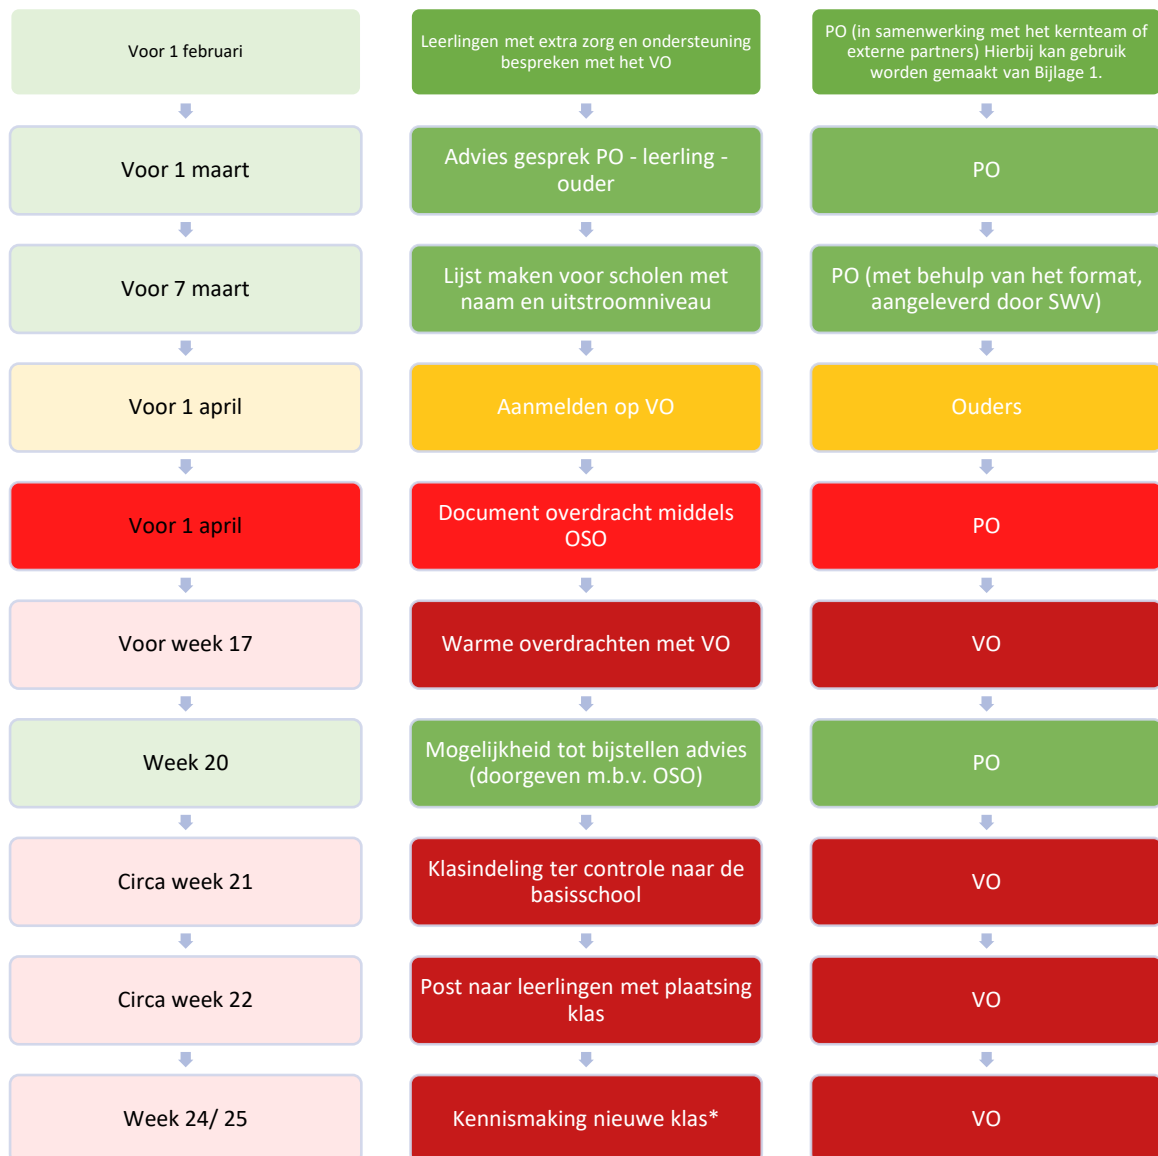 Voor 1 februari
Leerlingen met extra zorg en ondersteuning
bespreken met het VO
PO (in samenwerking met het kernteam of
externe partners) Hierbij kan gebruik
worden gemaakt van Bijlage 1.
Voor 1 maart
Advies gesprek PO - leerling -
ouder
PO
Voor 7 maart
Lijst maken voor scholen met
naam en uitstroomniveau
PO (met behulp van het format,
aangeleverd door SWV)
Voor 1 april
Aanmelden op VO
Ouders
Voor 1 april
Document overdracht middels
OSO
PO
Voor week 17
Warme overdrachten met VO
VO
Week 20
Mogelijkheid tot bijstellen advies
(doorgeven m.b.v. OSO)
PO
Circa week 21
Klasindeling ter controle naar de
basisschool
VO
Circa week 22
Post naar leerlingen met plaatsing
klas
VO
Week 24/ 25
Kennismaking nieuwe klas*
VO